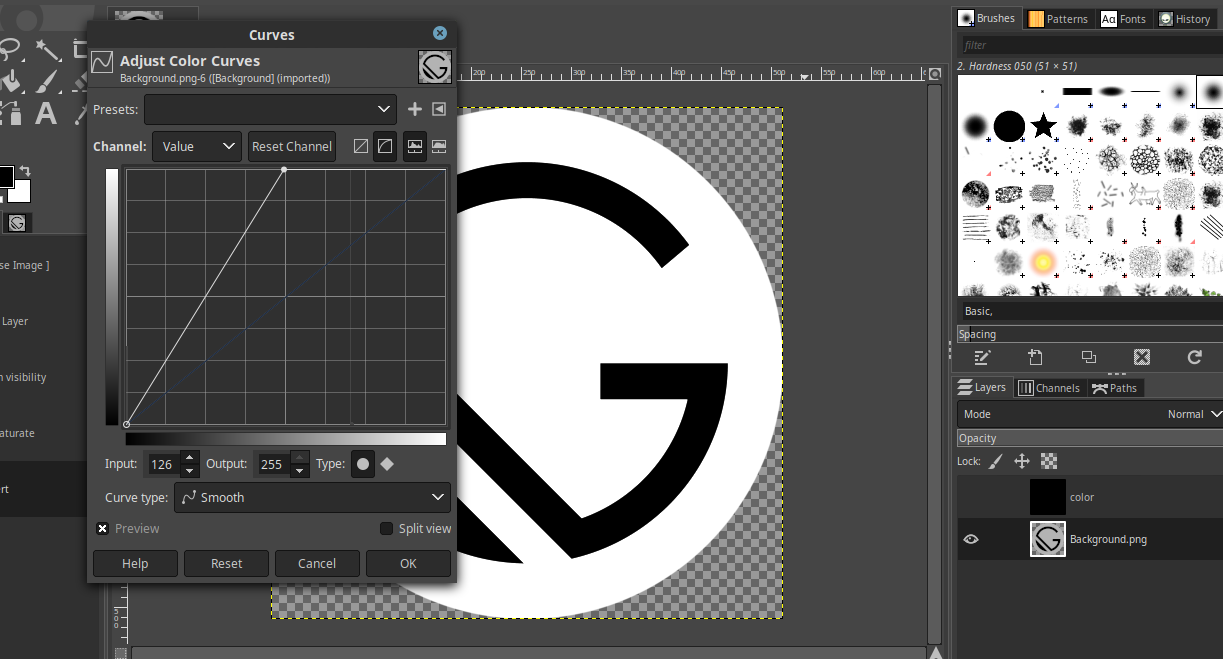 Curves
Adjust Color Curves
Background.png-6 ([Background] (imported))
Presets:
Channel: Value Reset Channel
Input: 126 Output: 255 Type:
Curve type: Smooth
Preview Split view
Help Reset Cancel OK
A
se Image ]
Layer
n visibility
aturate
rt
200 250 300 350 400 450 500 550 600
500
Brushes Patterns Aa Fonts History
filter
2. Hardness 050 (51 × 51)
Basic,
Spacing
Layers Channels Paths
Mode Normal
Opacity
Lock:
color
Background.png